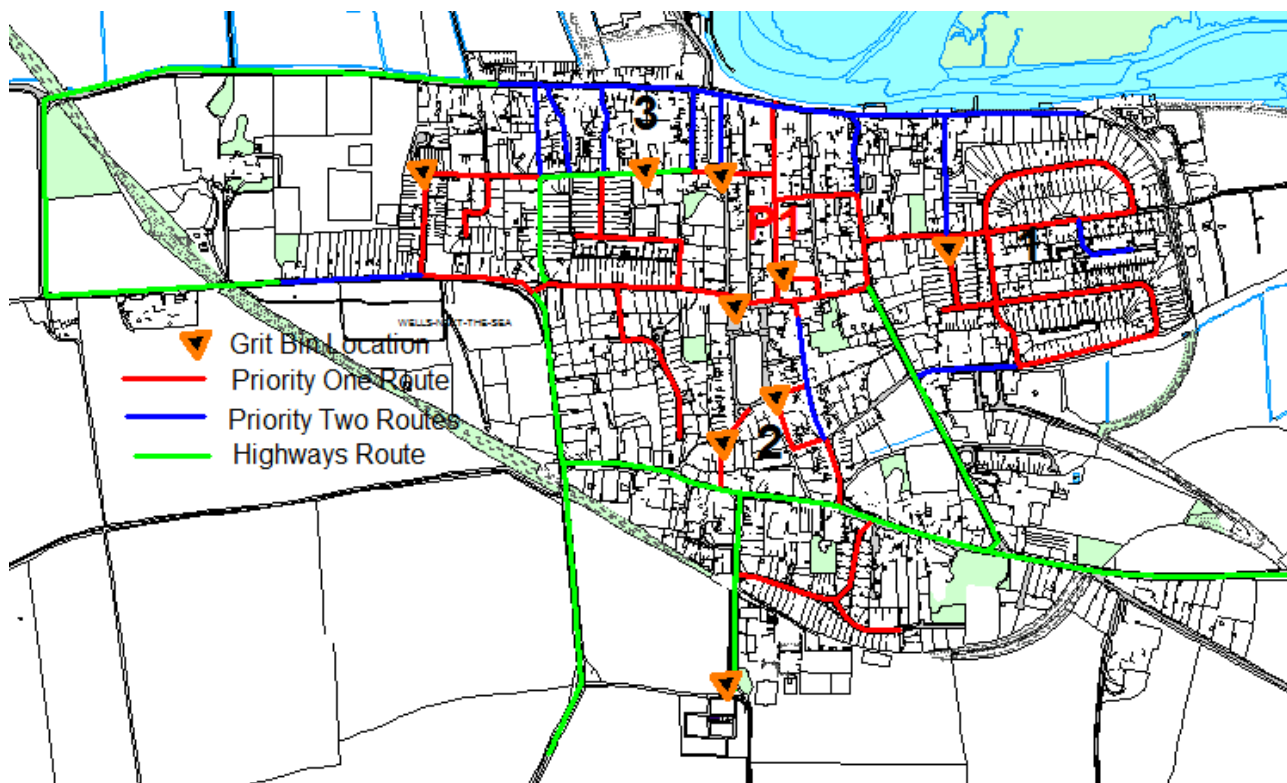 3
P1
1
WELLS-NEXT-THE-SEA
Grit Bin Location
Priority One Route
Priority Two Routes
Highways Route
2